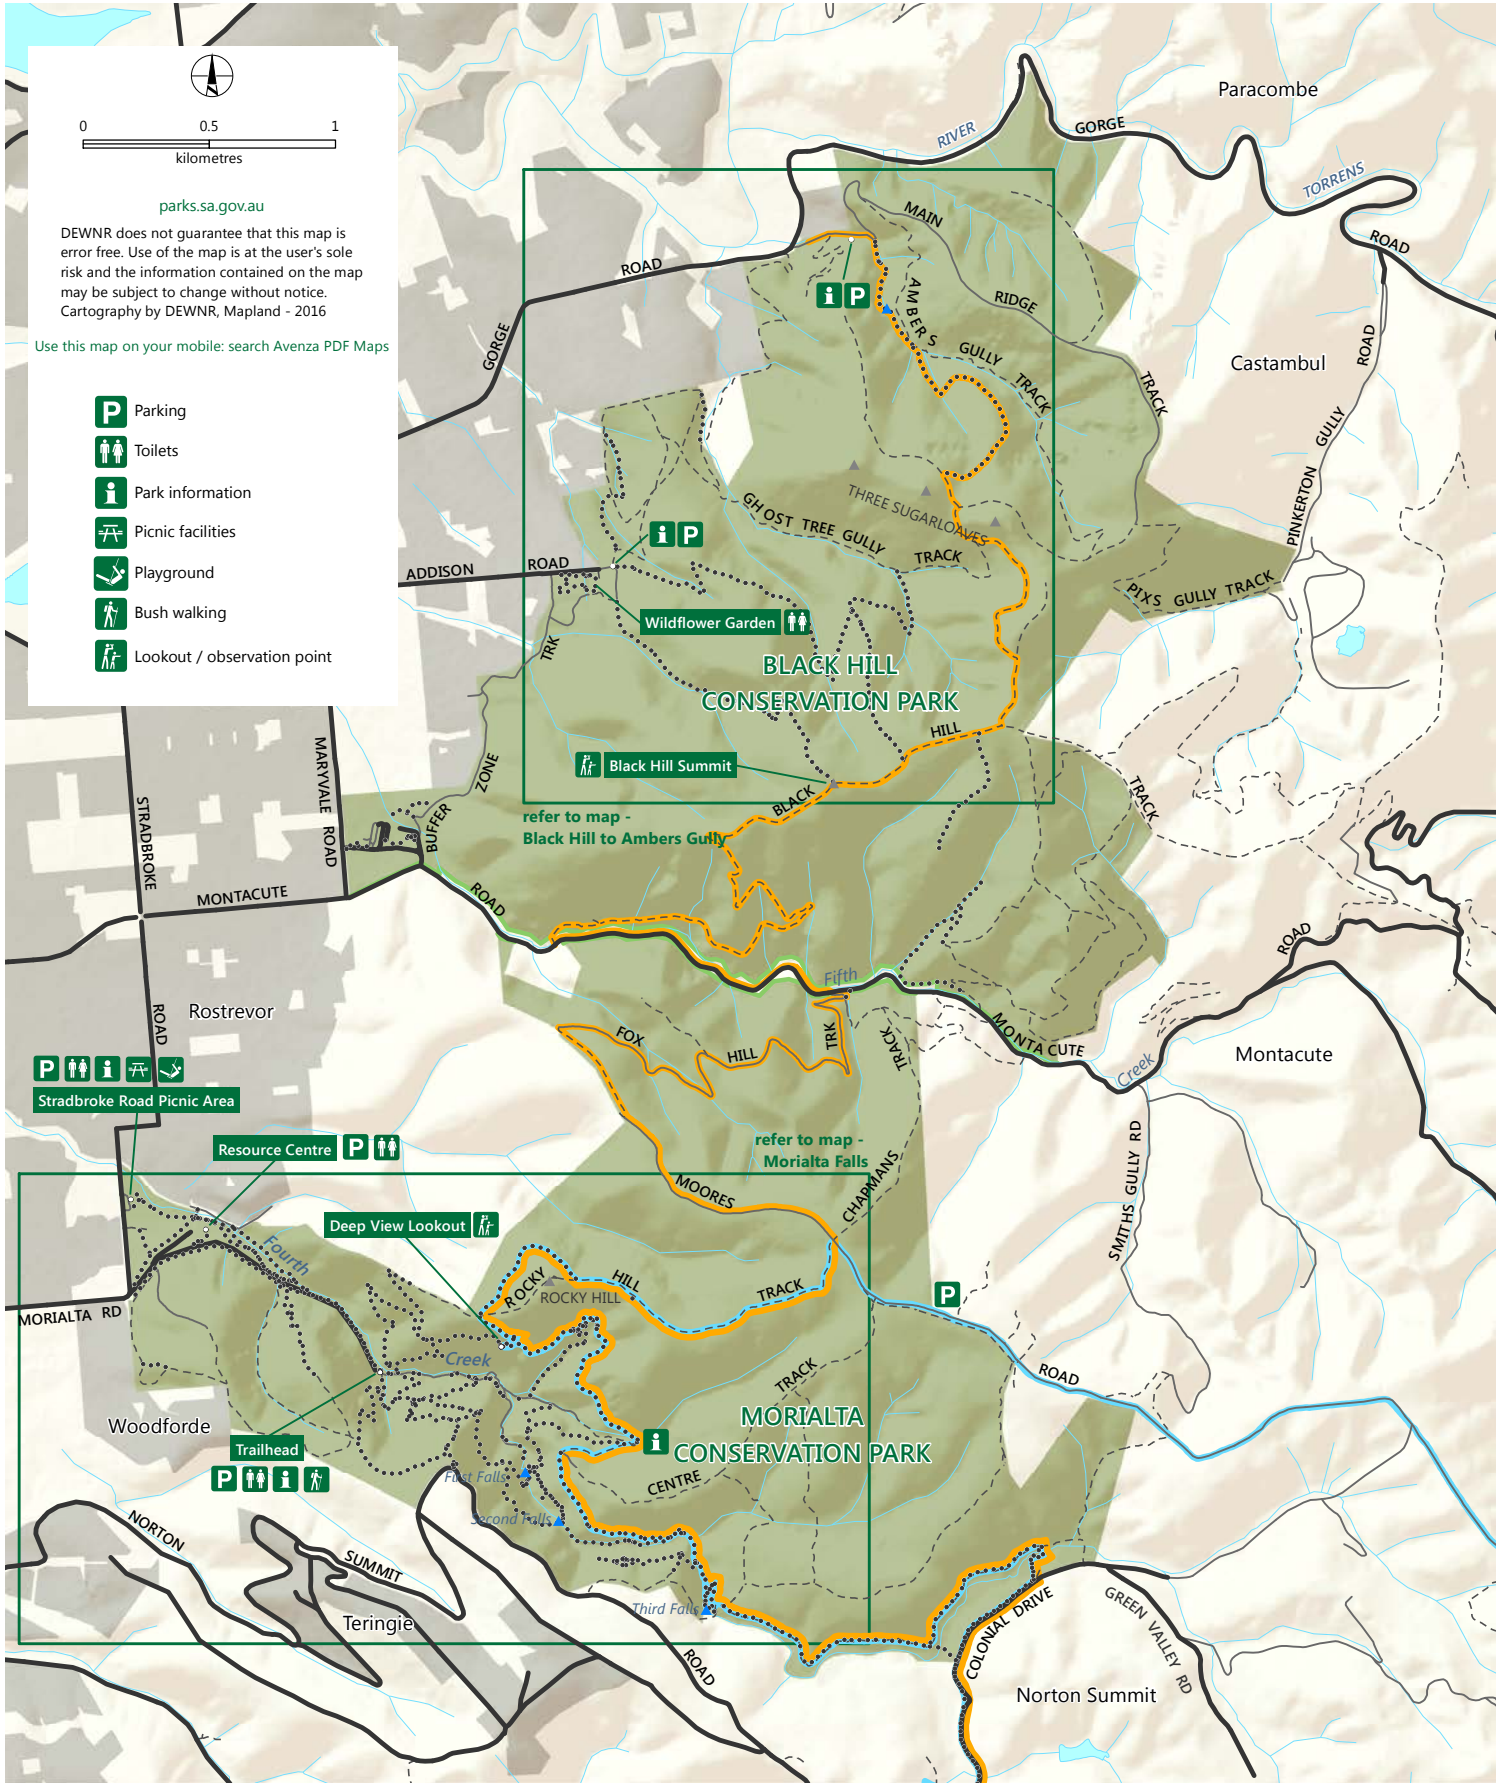 0 0.5 1
kilometres
parks.sa.gov.au
DEWNR does not guarantee that this map is
error free. Use of the map is at the user's sole
risk and the information contained on the map
may be subject to change without notice.
Cartography by DEWNR, Mapland - 2016
Use this map on your mobile: search Avenza PDF Maps
P Parking
Toilets
i Park information
Picnic facilities
Playground
Bush walking
Lookout / observation point
Paracombe
RIVER
GORGE
TORRENS
ROAD
MAIN
RIDGE
TRACK
ROAD
GORGE
i P
AMBERS
GULLY
TRACK
Castambul
PINKERTON
GULLY
ROAD
THREE SUGARLOAVES
GHOST TREE GULLY
TRACK
PIXS GULLY TRACK
i P
ADDISON
ROAD
Wildflower Garden
TRK
BLACK HILL
CONSERVATION PARK
HILL
Black Hill Summit
BLACK
TRACK
ZONE
BUFFER
refer to map -
Black Hill to Ambers Gully
MARYVALE ROAD
STRADBROKE
ROAD
MONTACUTE
ROAD
ROAD
Fifth
MONTACUTE
Creek
Montacute
Rostrevor
FOX
HILL
TRK
TRACK
P i
Stradbroke Road Picnic Area
Resource Centre P
refer to map -
Morialta Falls
MOORES
CHAPMANS
SMITHS GULLY RD
Deep View Lookout
Fourth
ROCKY
HILL
TRACK
ROCKY HILL
P
MORIALTA RD
Creek
ROAD
TRACK
Woodforde
MORIALTA
CONSERVATION PARK
i
Trailhead
P i
First Falls
CENTRE
Second Falls
NORTON
SUMMIT
Teringie
Third Falls
ROAD
COLONIAL DRIVE
GREEN VALLEY RD
Norton Summit